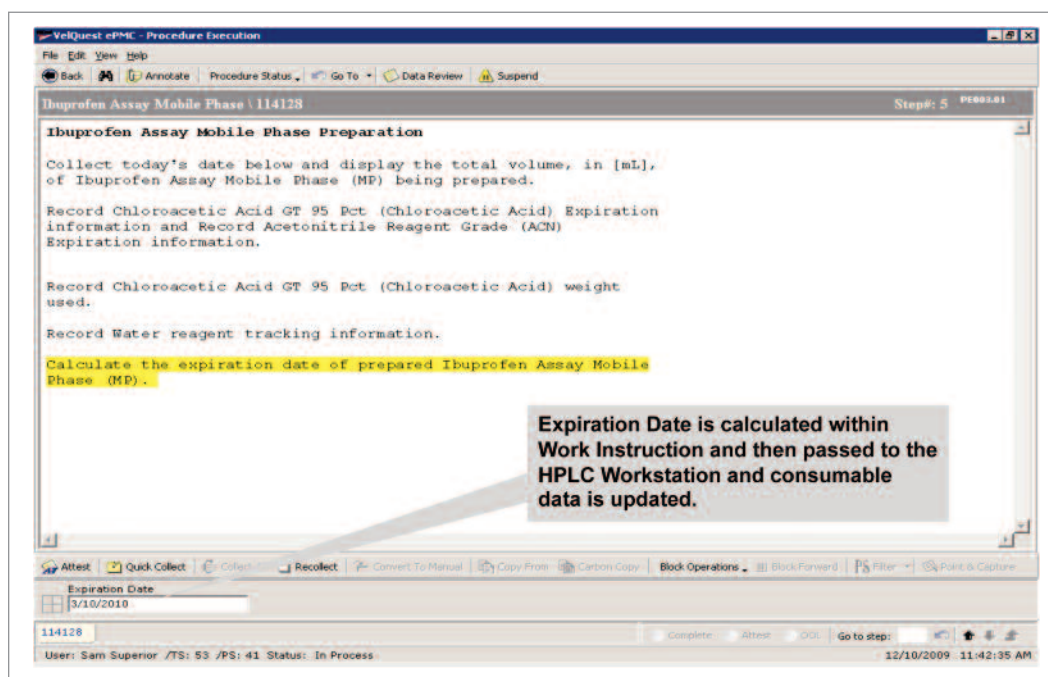 VelQuest ePMC - Procedure Execution
File Edit View Help
Back Annotate Procedure Status Go To Data Review Suspend
Ibuprofen Assay Mobile Phase \ 114128 Step#: 5 PE003.01
Ibuprofen Assay Mobile Phase Preparation
Collect today's date below and display the total volume, in [mL],
of Ibuprofen Assay Mobile Phase (MP) being prepared.
Record Chloroacetic Acid GT 95 Pct (Chloroacetic Acid) Expiration
information and Record Acetonitrile Reagent Grade (ACN)
Expiration information.
Record Chloroacetic Acid GT 95 Pct (Chloroacetic Acid) weight
used.
Record Water reagent tracking information.
Calculate the expiration date of prepared Ibuprofen Assay Mobile
Phase (MP).
Expiration Date is calculated within
Work Instruction and then passed to the
HPLC Workstation and consumable
data is updated.
Attest Quick Collect Collect Recollect Convert To Manual Copy From Carbon Copy Block Operations Block Forward Filter Point & Capture
Expiration Date
3/10/2010
114128 Complete Attest OOL Go to step:
User: Sam Superior /TS: 53 /PS: 41 Status: In Process 12/10/2009 11:42:35 AM